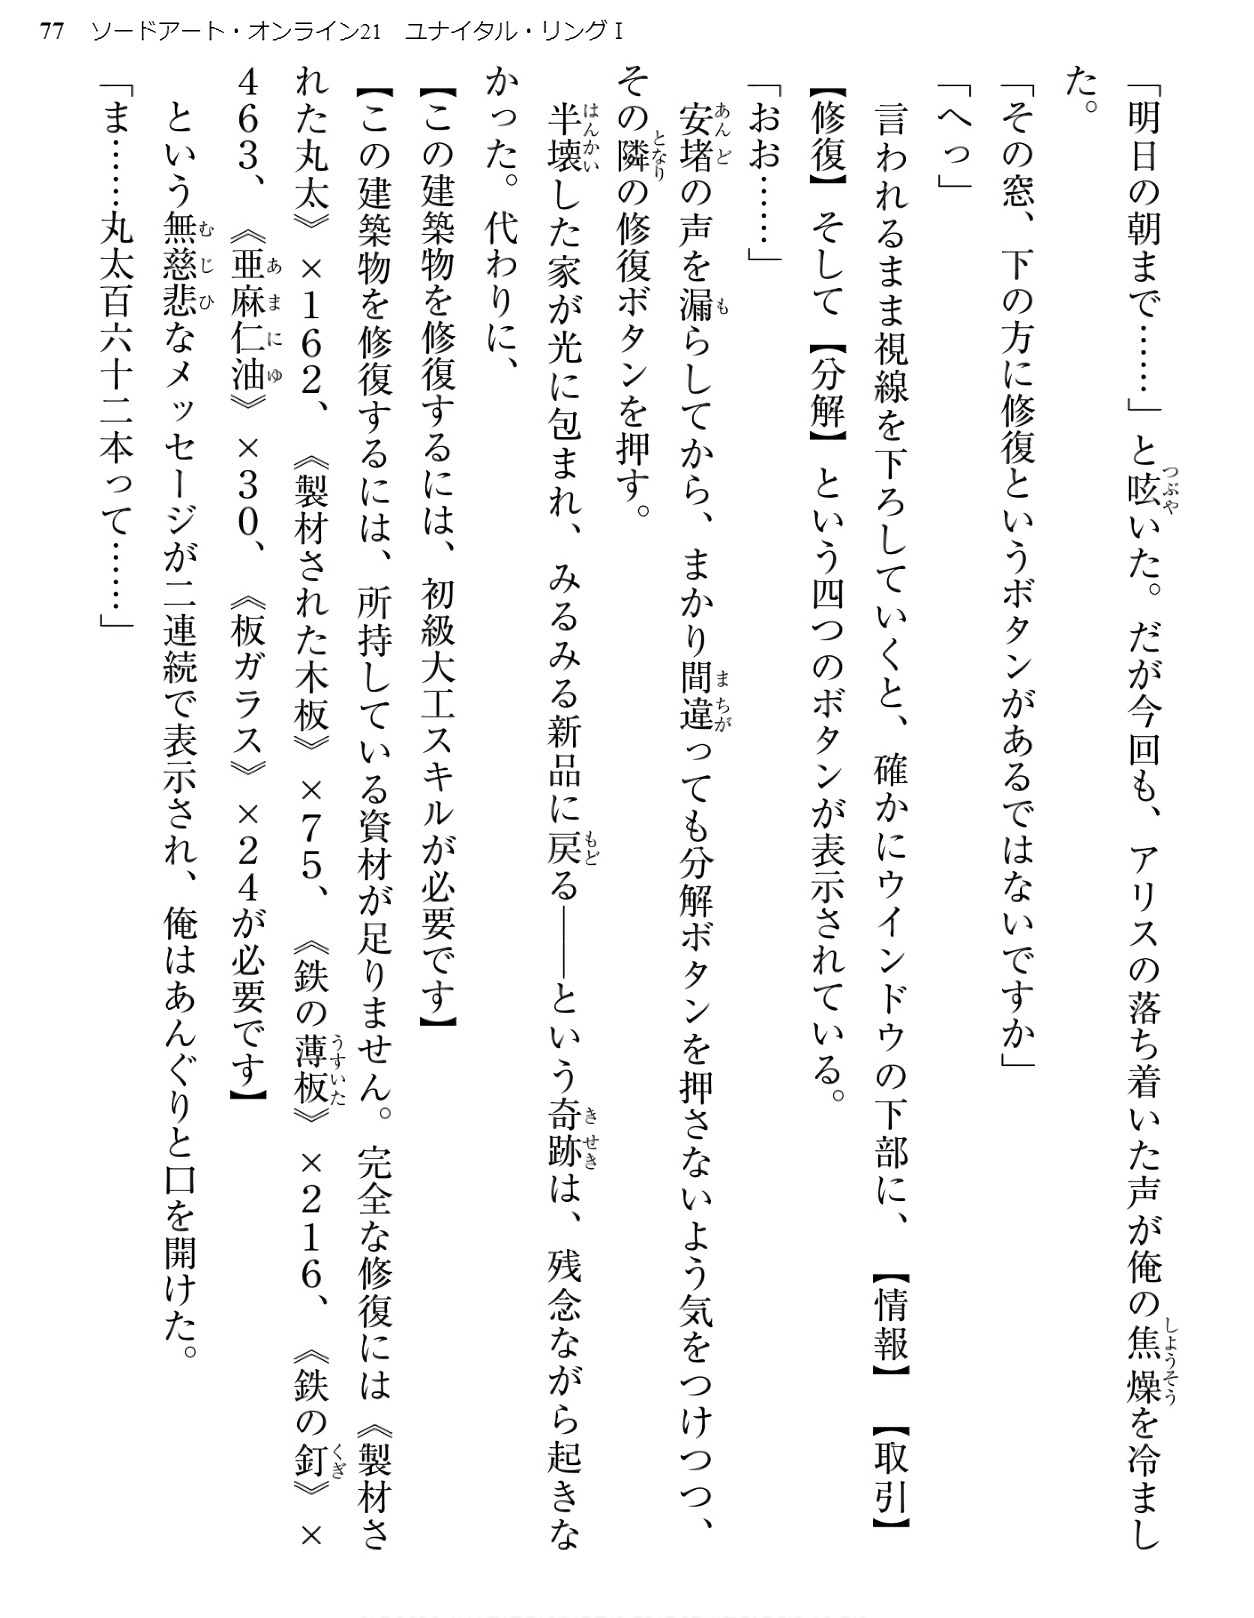 77　ソードアート・オンライン21　ユナイタル・リングⅠ
「明日の朝まで……」と呟いた。だが今回も、アリスの落ち着いた声が俺の焦燥を冷まし
た。
「その窓、下の方に修復というボタンがあるではないですか」
「へっ」
　言われるまま視線を下ろしていくと、確かにウインドウの下部に、【情報】【取引】
【修復】そして【分解】という四つのボタンが表示されている。
「おお……」
　安堵の声を漏らしてから、まかり間違っても分解ボタンを押さないよう気をつけつつ、
その隣の修復ボタンを押す。
　半壊した家が光に包まれ、みるみる新品に戻る――という奇跡は、残念ながら起きな
かった。代わりに、
【この建築物を修復するには、初級大工スキルが必要です】
【この建築物を修復するには、所持している資材が足りません。完全な修復には《製材さ
れた丸太》×162、《製材された木板》×75、《鉄の薄板》×216、《鉄の釘》×
463、《亜麻仁油》×30、《板ガラス》×24が必要です】
　という無慈悲なメッセージが二連続で表示され、俺はあんぐりと口を開けた。
「ま……丸太百六十二本って……」